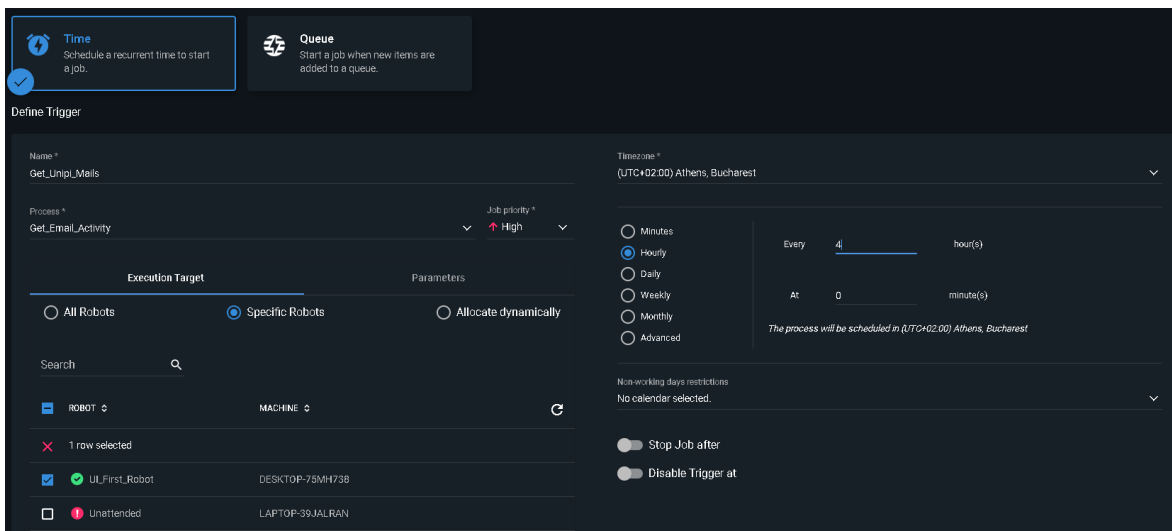 Time
Schedule a recurrent time to start
a job.
Queue
Start a job when new items are
added to a queue.
Define Trigger
Name *
Get_Unipi_Mails
Process *
Get_Email_Activity
Job priority *
High
Execution Target
Parameters
All Robots
Specific Robots
Allocate dynamically
Search
ROBOT
MACHINE
1 row selected
UI_First_Robot
DESKTOP-75MH738
Unattended
LAPTOP-39JALRAN
Timezone *
(UTC+02:00) Athens, Bucharest
Minutes
Hourly
Daily
Weekly
Monthly
Advanced
Every 4 hour(s)
At 0 minute(s)
The process will be scheduled in (UTC+02:00) Athens, Bucharest
Non-working days restrictions
No calendar selected.
Stop Job after
Disable Trigger at